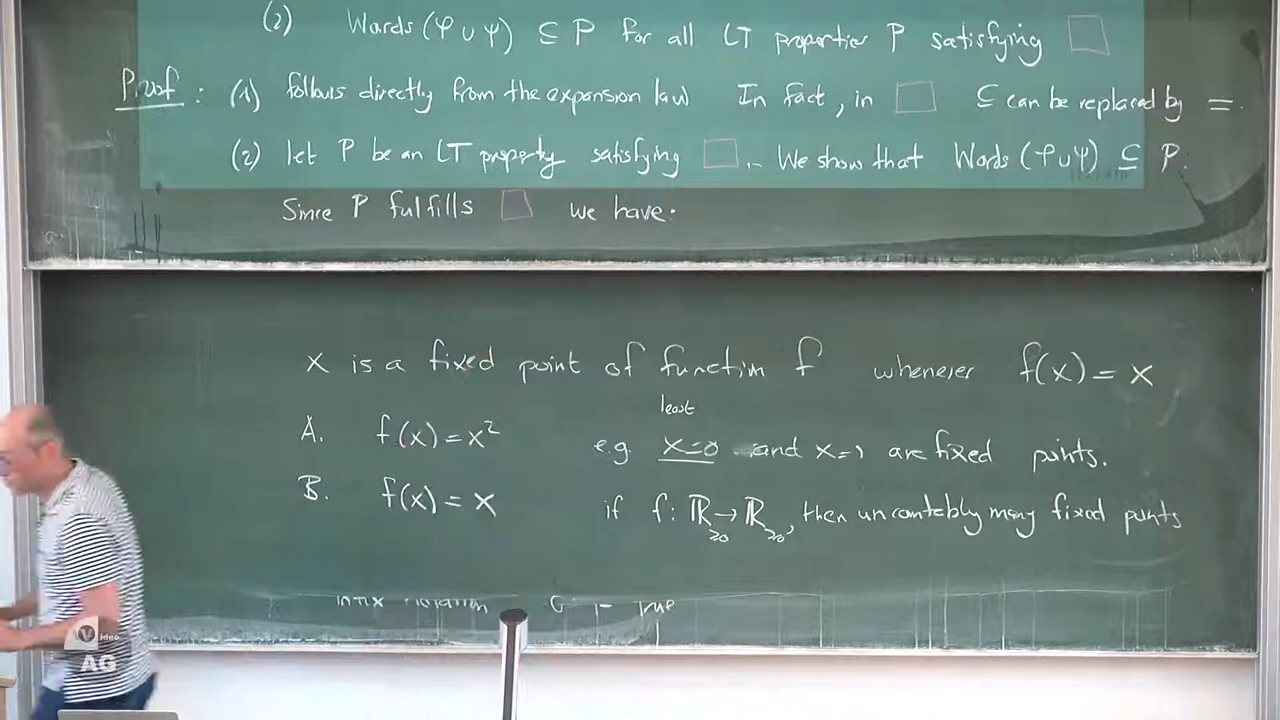 (2) Words (φ ∪ ψ) ⊆ P for all LT properties P satisfying □
Proof : (1) follows directly from the expansion law In fact, in □ ⊆ can be replaced by =.
(2) let P be an LT property satisfying □. We show that Words (φ ∪ ψ) ⊆ P.
Since P fulfills □ we have:
x is a fixed point of function f whenever f(x) = x
least
A. f(x) = x² e.g. x=0 and x=1 are fixed points.
B. f(x) = x if f: ℝ≥0 → ℝ≥0, then uncountably many fixed points
True
Video
AG